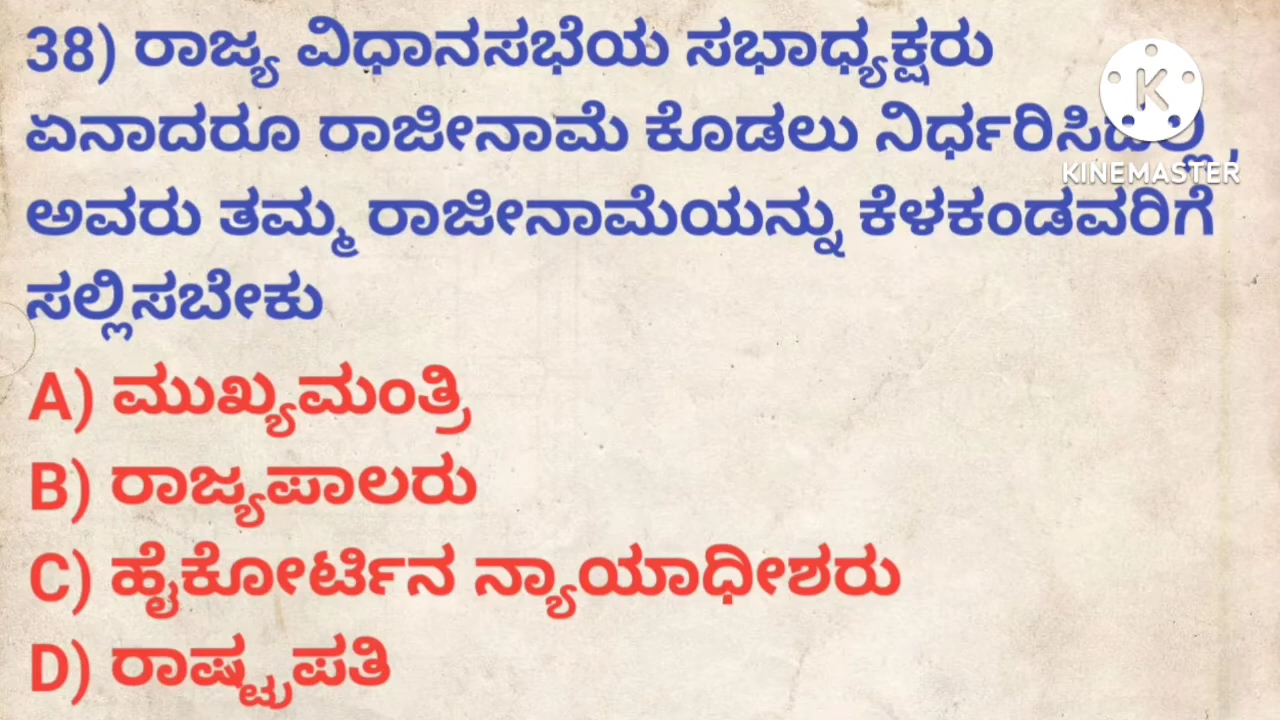 38) ರಾಜ್ಯ ವಿಧಾನಸಭೆಯ ಸಭಾಧ್ಯಕ್ಷರು
ಏನಾದರೂ ರಾಜೀನಾಮೆ ಕೊಡಲು ನಿರ್ಧರಿಸಿದಲ್ಲಿ,
ಅವರು ತಮ್ಮ ರಾಜೀನಾಮೆಯನ್ನು ಕೆಳಕಂಡವರಿಗೆ
ಸಲ್ಲಿಸಬೇಕು
A) ಮುಖ್ಯಮಂತ್ರಿ
B) ರಾಜ್ಯಪಾಲರು
C) ಹೈಕೋರ್ಟಿನ ನ್ಯಾಯಾಧೀಶರು
D) ರಾಷ್ಟ್ರಪತಿ
K
KINEMASTER